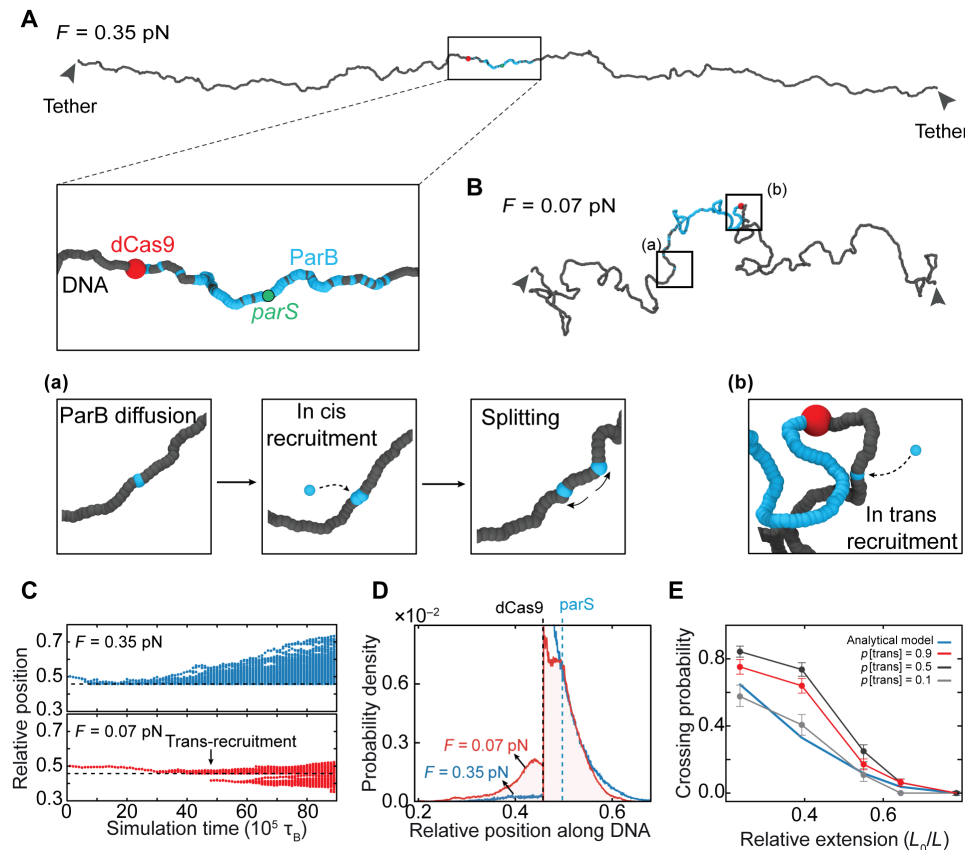 A
F = 0.35 pN
Tether
Tether
dCas9
ParB
DNA
parS
B
F = 0.07 pN
(a)
(b)
(a)
ParB diffusion
In cis
recruitment
Splitting
(b)
In trans
recruitment
C
F = 0.35 pN
0.7
0.5
0.3
F = 0.07 pN
Trans-recruitment
0.7
0.5
0.3
Relative position
0 20 40 60 80
Simulation time (10⁵ τB)
D
×10⁻²
dCas9
parS
0.6
0.3
0.0
Probability density
F = 0.07 pN
F = 0.35 pN
0.2 0.4 0.6
Relative position along DNA
E
Analytical model
p[trans] = 0.9
p[trans] = 0.5
p[trans] = 0.1
0.8
0.4
0.0
Crossing probability
0.4 0.6
Relative extension (L₀/L)